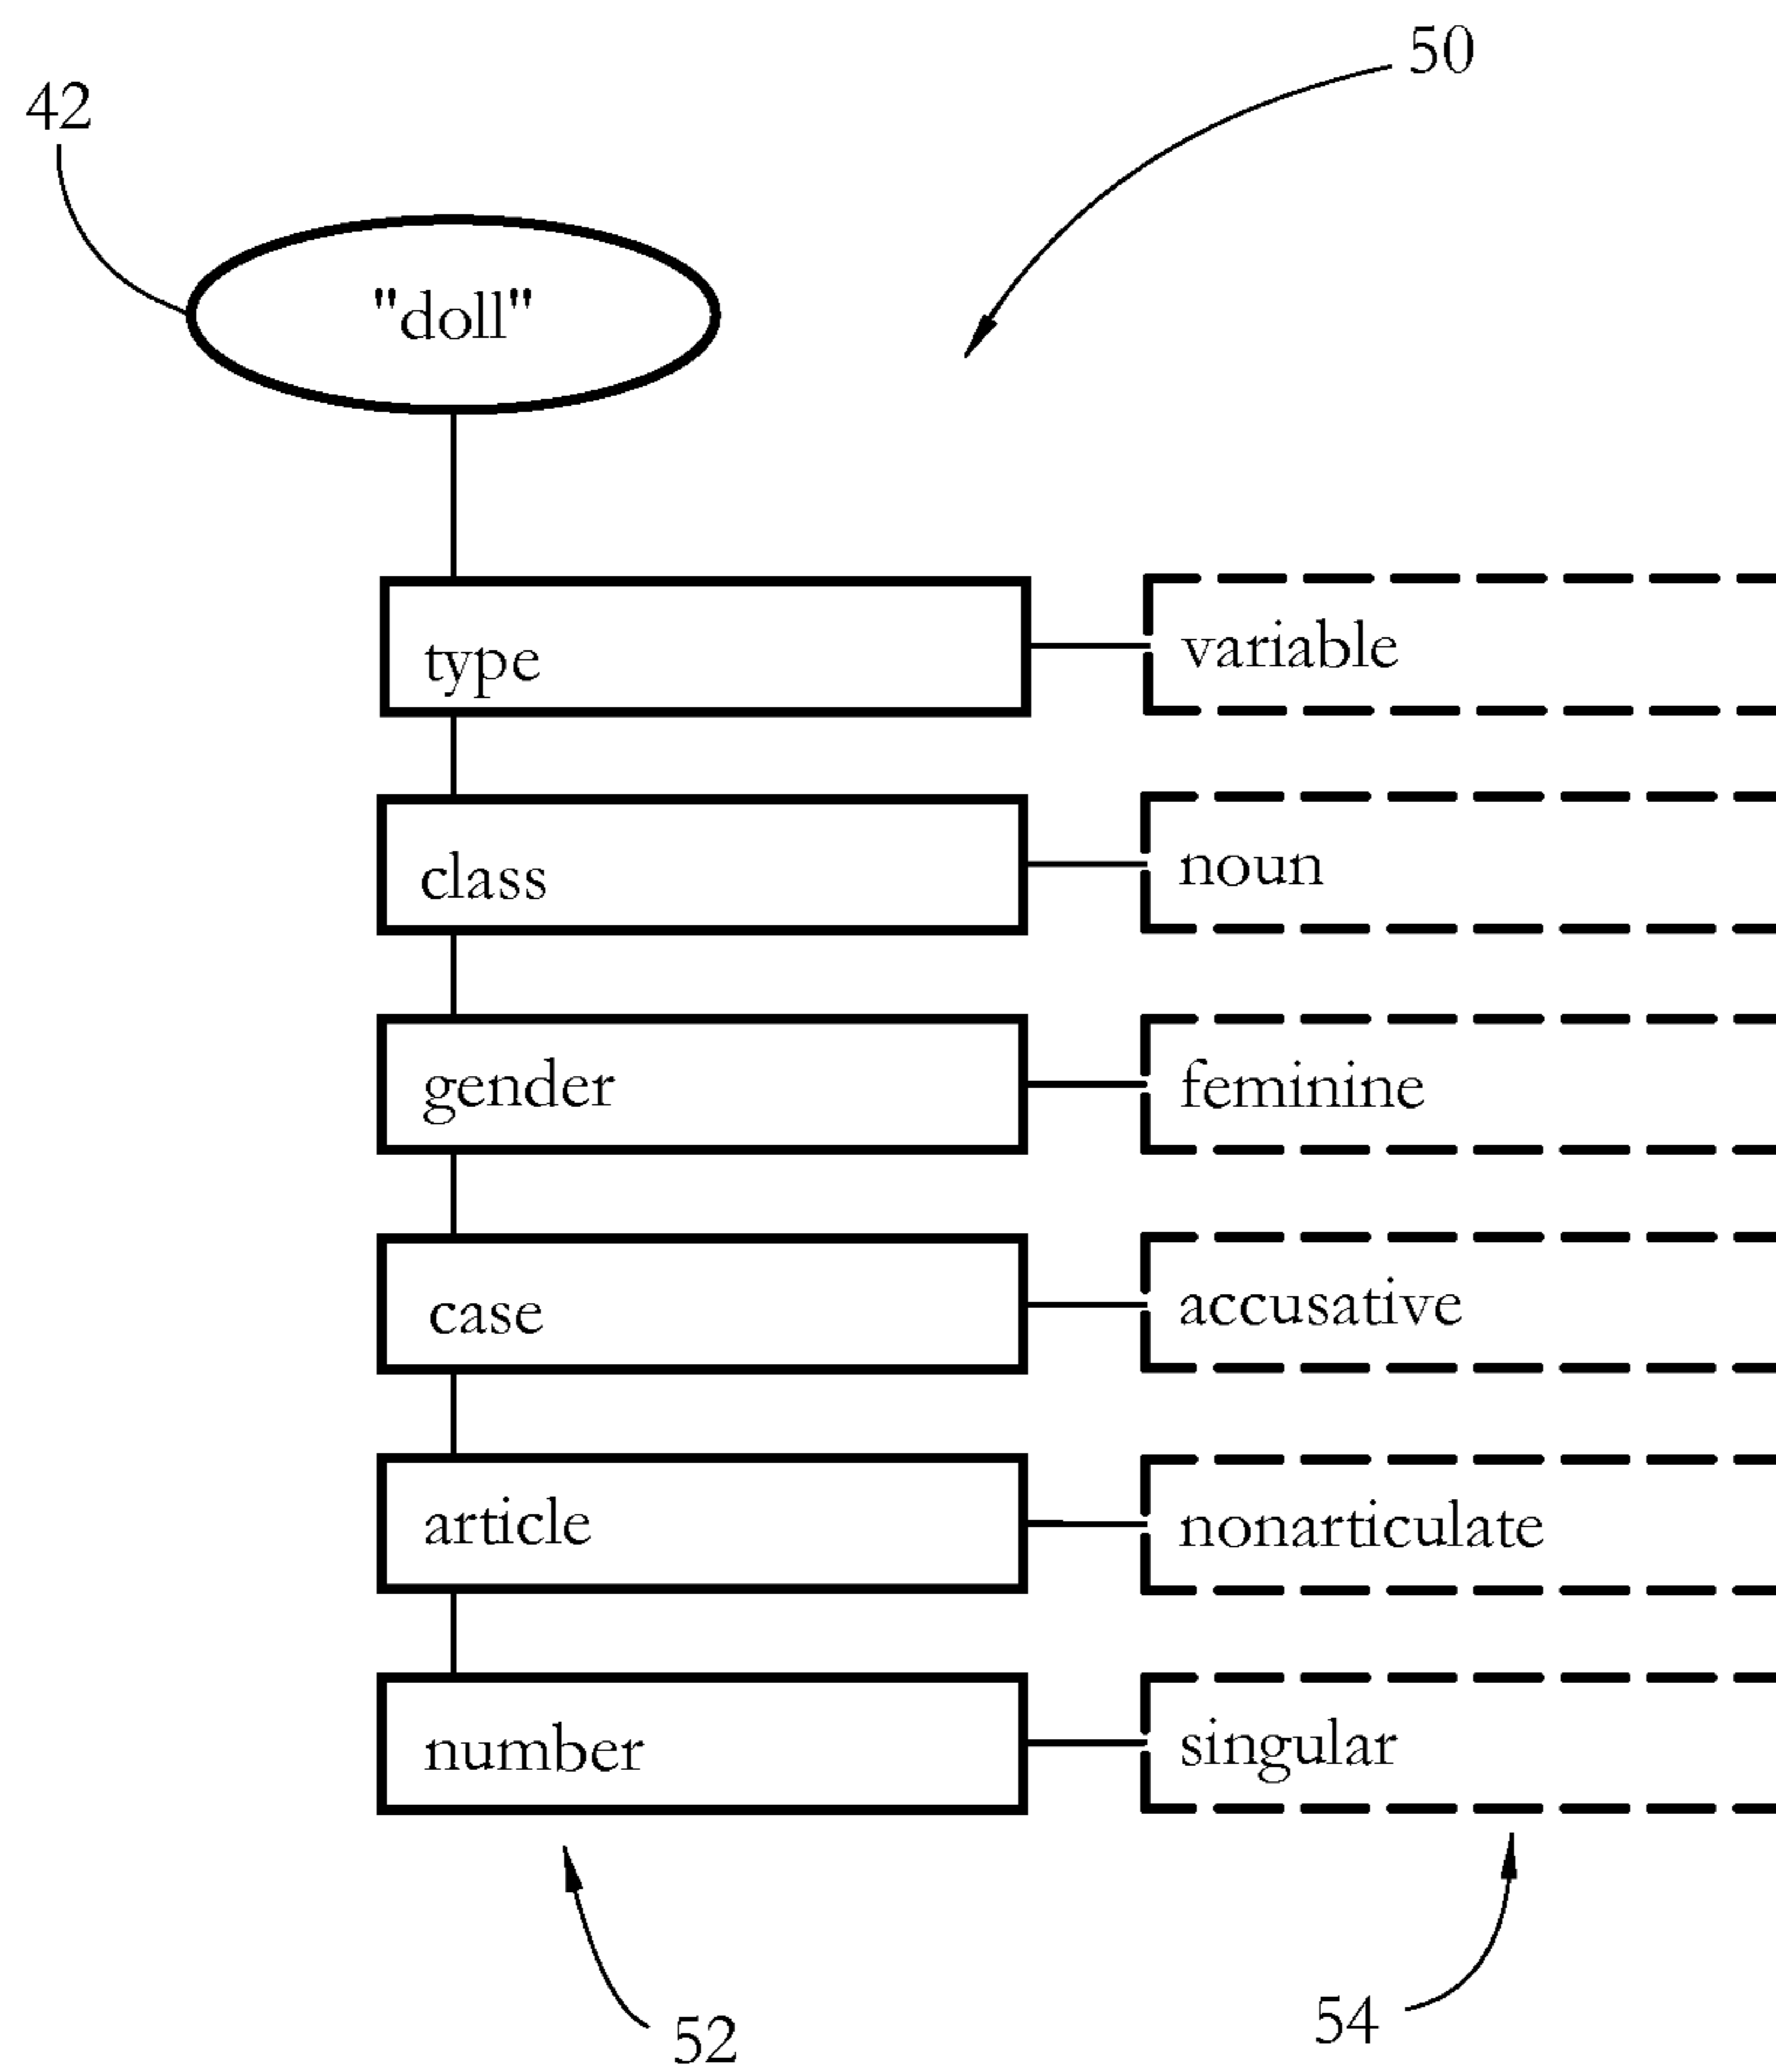 50
42
"doll"
type variable
class noun
gender feminine
case accusative
article nonarticulate
number singular
52 54